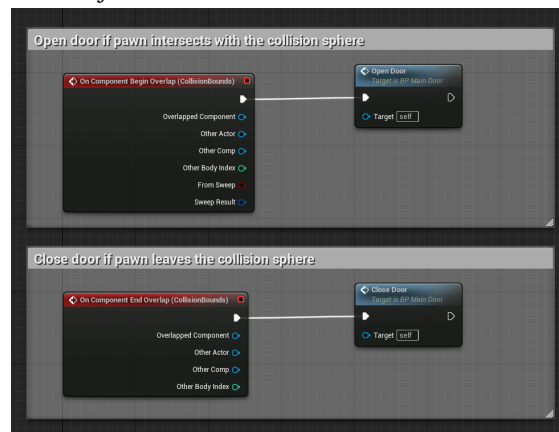 Open door if pawn intersects with the collision sphere
On Component Begin Overlap (CollisionBounds)
Open Door
Target is BP Main Door
Overlapped Component
Target self
Other Actor
Other Comp
Other Body Index
From Sweep
Sweep Result
Close door if pawn leaves the collision sphere
On Component End Overlap (CollisionBounds)
Close Door
Target is BP Main Door
Overlapped Component
Target self
Other Actor
Other Comp
Other Body Index